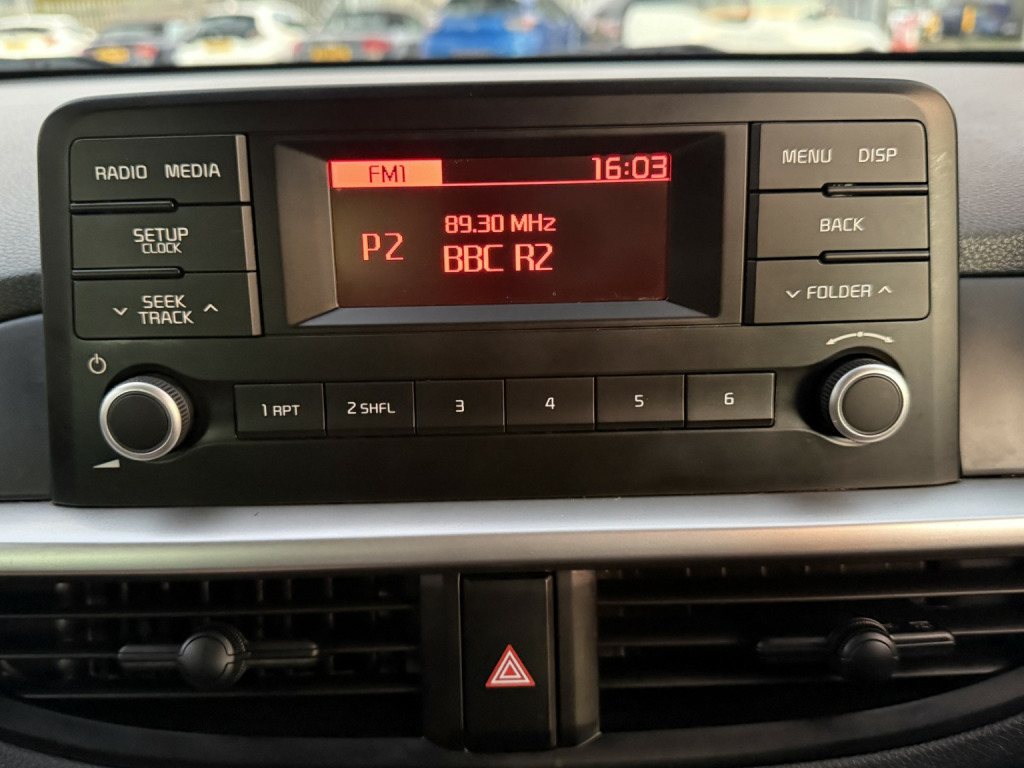 RADIO MEDIA
SETUP
CLOCK
SEEK
TRACK
FM1 16:03
P2
89.30 MHz
BBC R2
MENU DISP
BACK
FOLDER
1 RPT 2 SHFL 3 4 5 6